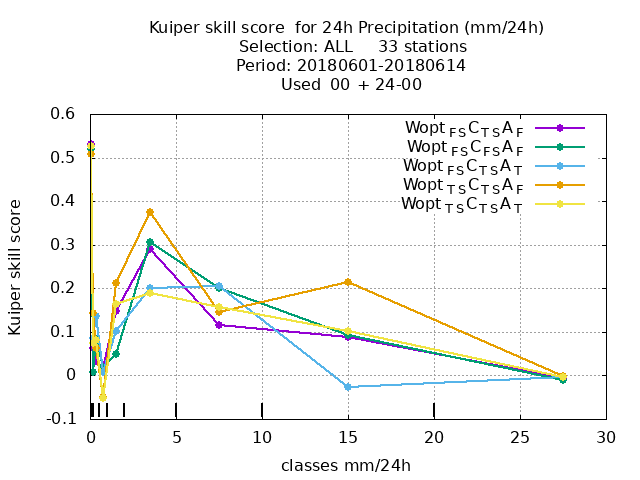 Kuiper skill score  for 24h Precipitation (mm/24h)
Selection: ALL     33 stations
Period: 20180601-20180614
Used  00 + 24-00
Wopt FS C TS A F
Wopt FS C FS A F
Wopt FS C TS A T
Wopt TS C TS A F
Wopt TS C TS A T
Kuiper skill score
0.6
0.5
0.4
0.3
0.2
0.1
0
-0.1
0 5 10 15 20 25 30
classes mm/24h